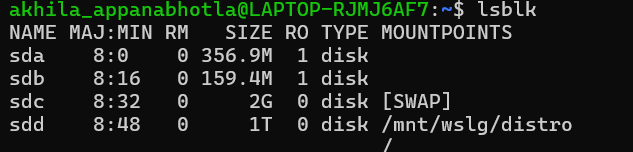 akhila_appanabhotla@LAPTOP-RJMJ6AF7:~$ lsblk
NAME MAJ:MIN RM   SIZE RO TYPE MOUNTPOINTS
sda    8:0    0 356.9M  1 disk
sdb    8:16   0 159.4M  1 disk
sdc    8:32   0     2G  0 disk [SWAP]
sdd    8:48   0     1T  0 disk /mnt/wslg/distro
                               /